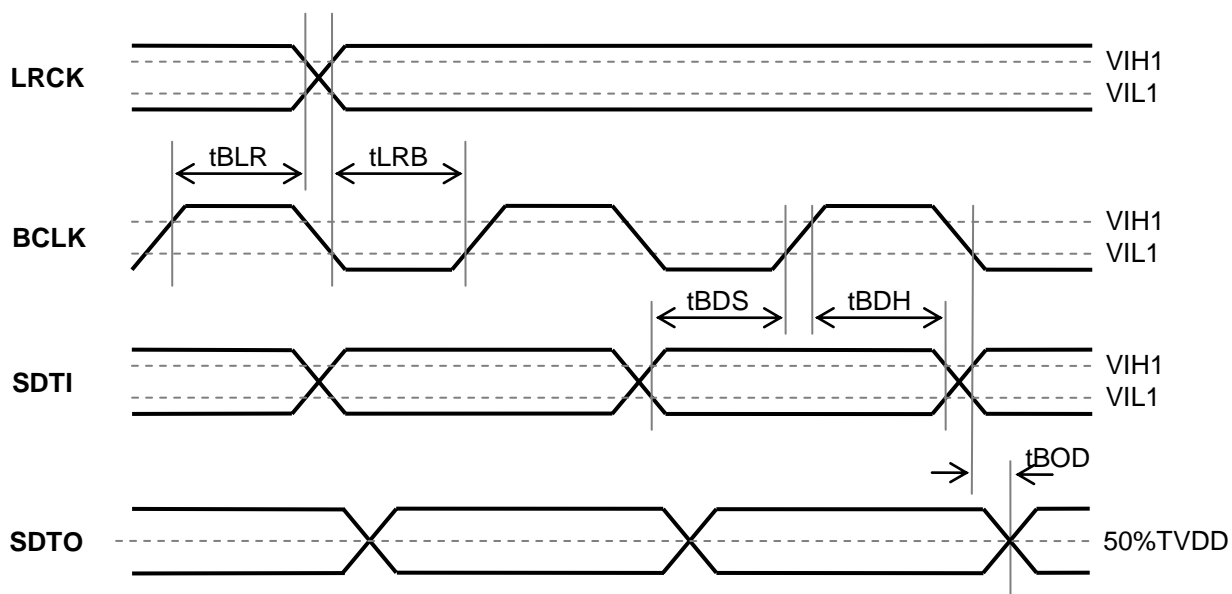 LRCK
VIH1
VIL1
tBLR
tLRB
BCLK
VIH1
VIL1
tBDS
tBDH
SDTI
VIH1
VIL1
tBOD
SDTO
50%TVDD